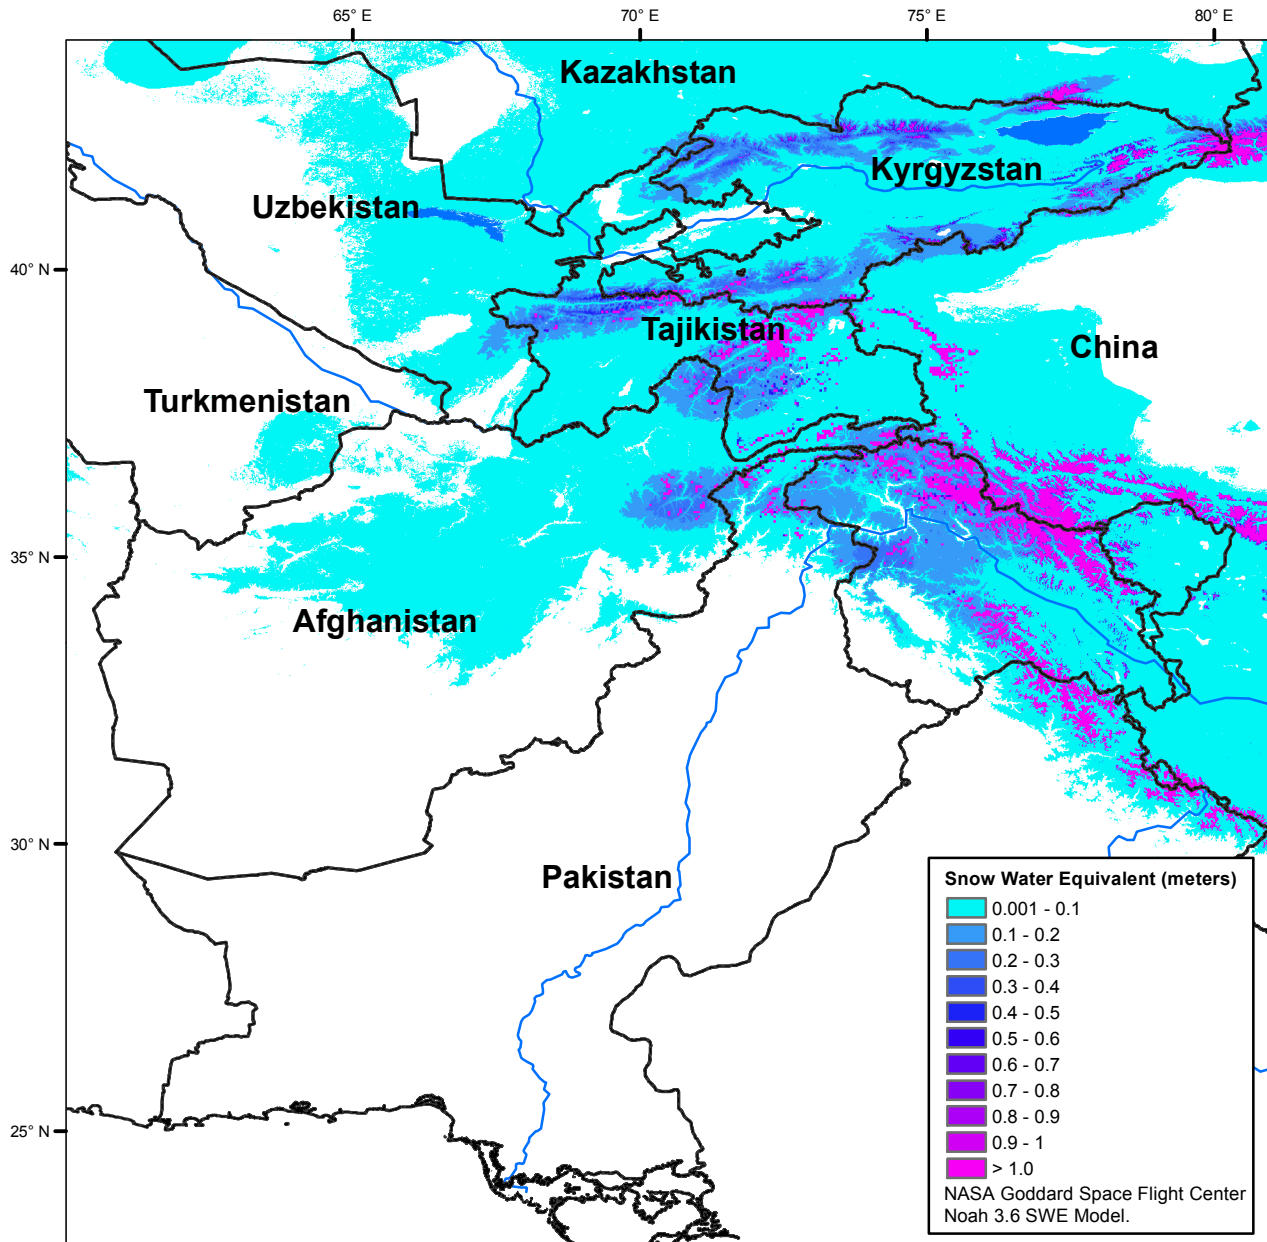 65° E
70° E
75° E
80° E
Kazakhstan
Kyrgyzstan
Uzbekistan
40° N
Tajikistan
China
Turkmenistan
35° N
Afghanistan
30° N
Pakistan
25° N
Snow Water Equivalent (meters)
0.001 - 0.1
0.1 - 0.2
0.2 - 0.3
0.3 - 0.4
0.4 - 0.5
0.5 - 0.6
0.6 - 0.7
0.7 - 0.8
0.8 - 0.9
0.9 - 1
> 1.0
NASA Goddard Space Flight Center
Noah 3.6 SWE Model.